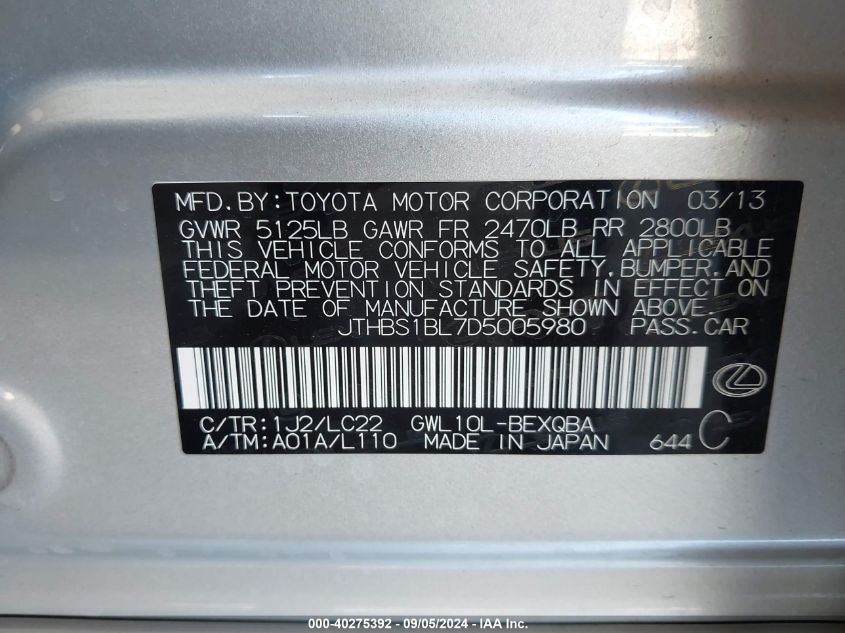 MFD.BY:TOYOTA MOTOR CORPORATION 03/13
GVWR 5125LB GAWR FR 2470LB RR 2800LB
THIS VEHICLE CONFORMS TO ALL APPLICABLE
FEDERAL MOTOR VEHICLE SAFETY,BUMPER,AND
THEFT PREVENTION STANDARDS IN EFFECT ON
THE DATE OF MANUFACTURE SHOWN ABOVE.
JTHBS1BL7D5005980 PASS.CAR
C/TR:1J2/LC22 GWL10L-BEXQBA
A/TM:A01A/L110 MADE IN JAPAN 644 C
000-40275392 - 09/05/2024 - IAA Inc.